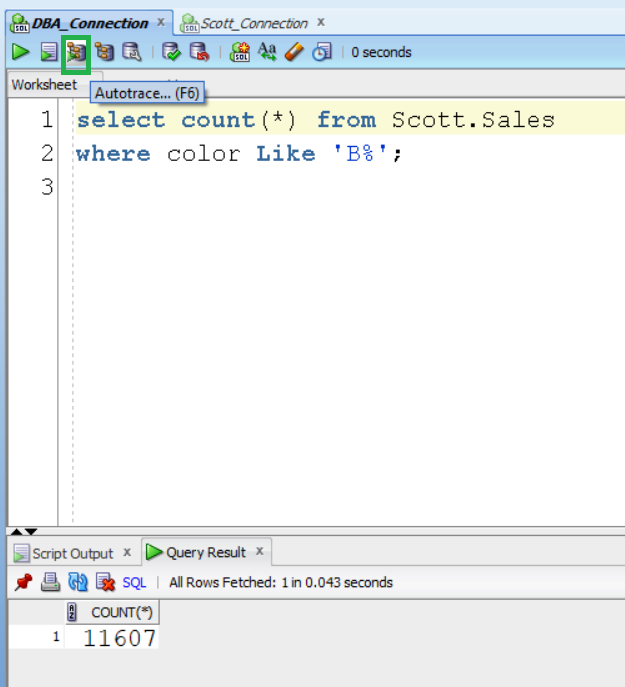 DBA_Connection x Scott_Connection x
0 seconds
Worksheet
Autotrace... (F6)
1 select count(*) from Scott.Sales
2 where color Like 'B%';
3
Script Output x Query Result x
SQL | All Rows Fetched: 1 in 0.043 seconds
COUNT(*)
1 11607